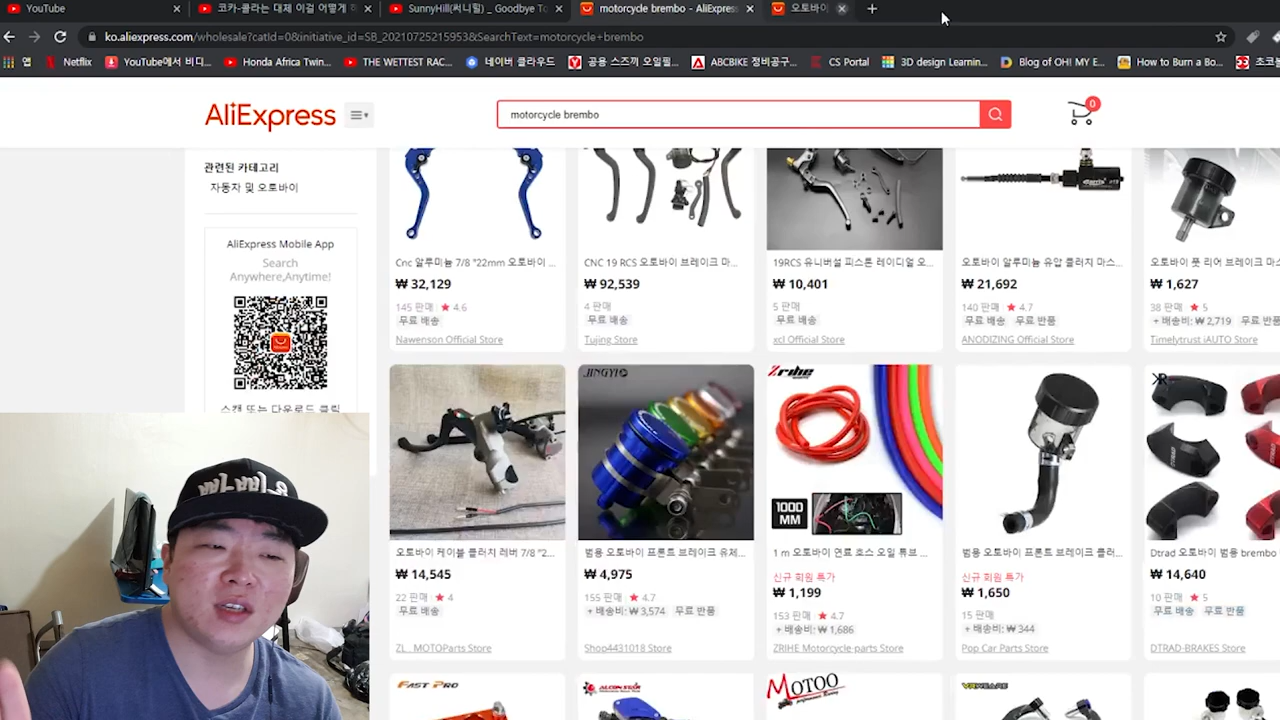 YouTube
코카-콜라는 대체 이걸 어떻게 ㅎ
SunnyHill(써니힐) _ Goodbye To
motorcycle brembo - AliExpress
오토바이
ko.aliexpress.com/wholesale?catId=0&initiative_id=SB_20210725215953&SearchText=motorcycle+brembo
앱
Netflix
YouTube에서 비디...
Honda Africa Twin...
THE WETTEST RAC...
네이버 클라우드
공용 스즈끼 오일필...
ABCBIKE 정비공구...
CS Portal
3D design Learnin...
Blog of OH! MY E...
How to Burn a Bo...
초코볼
AliExpress
motorcycle brembo
0
관련된 카테고리
자동차 및 오토바이
AliExpress Mobile App
Search
Anywhere,Anytime!
스캔 또는 다운로드 클릭
Cnc 알루미늄 7/8 "22mm 오토바이 ...
₩ 32,129
145 판매 ★ 4.6
무료 배송
Nawenson Official Store
CNC 19 RCS 오토바이 브레이크 마...
₩ 92,539
4 판매
무료 배송
Tujing Store
19RCS 유니버설 피스톤 레이디얼 오...
₩ 10,401
5 판매
무료 배송
xcl Official Store
오토바이 알루미늄 유압 클러치 마스...
₩ 21,692
140 판매 ★ 4.7
무료 배송 무료 반품
ANODIZING Official Store
오토바이 풋 리어 브레이크 마스
₩ 1,627
38 판매 ★ 5
+ 배송비: ₩ 2,719 무료 반
Timelytrust iAUTO Store
오토바이 케이블 클러치 레버 7/8 "2...
₩ 14,545
22 판매 ★ 4
무료 배송
ZL_MOTOParts Store
JINGYI
범용 오토바이 프론트 브레이크 유체...
₩ 4,975
155 판매 ★ 4.7
+ 배송비: ₩ 3,574 무료 반품
Shop4431018 Store
Zrihe
1000
MM
1 m 오토바이 연료 호스 오일 튜브 ...
신규 회원 특가
₩ 1,199
153 판매 ★ 4.7
+ 배송비: ₩ 1,686
ZRIHE Motorcycle-parts Store
범용 오토바이 프론트 브레이크 클러...
신규 회원 특가
₩ 1,650
15 판매
+ 배송비: ₩ 344
Pop Car Parts Store
Dtrad 오토바이 범용 brembo
₩ 14,640
10 판매 ★ 5
무료 배송 무료 반품
DTRAD-BRAKES Store
FAST PRO
MOTOO